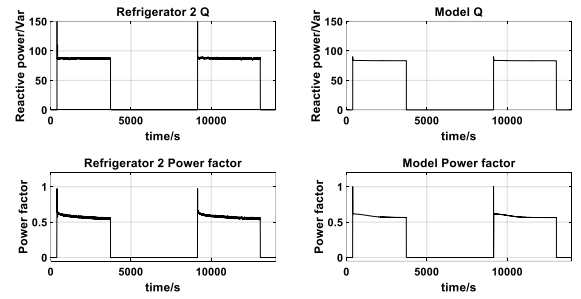 Refrigerator 2 Q
Reactive power/Var
150
100
50
0
0
5000
10000
time/s
Model Q
Reactive power/Var
150
100
50
0
0
5000
10000
time/s
Refrigerator 2 Power factor
Power factor
1
0.5
0
0
5000
10000
time/s
Model Power factor
Power factor
1
0.5
0
0
5000
10000
time/s